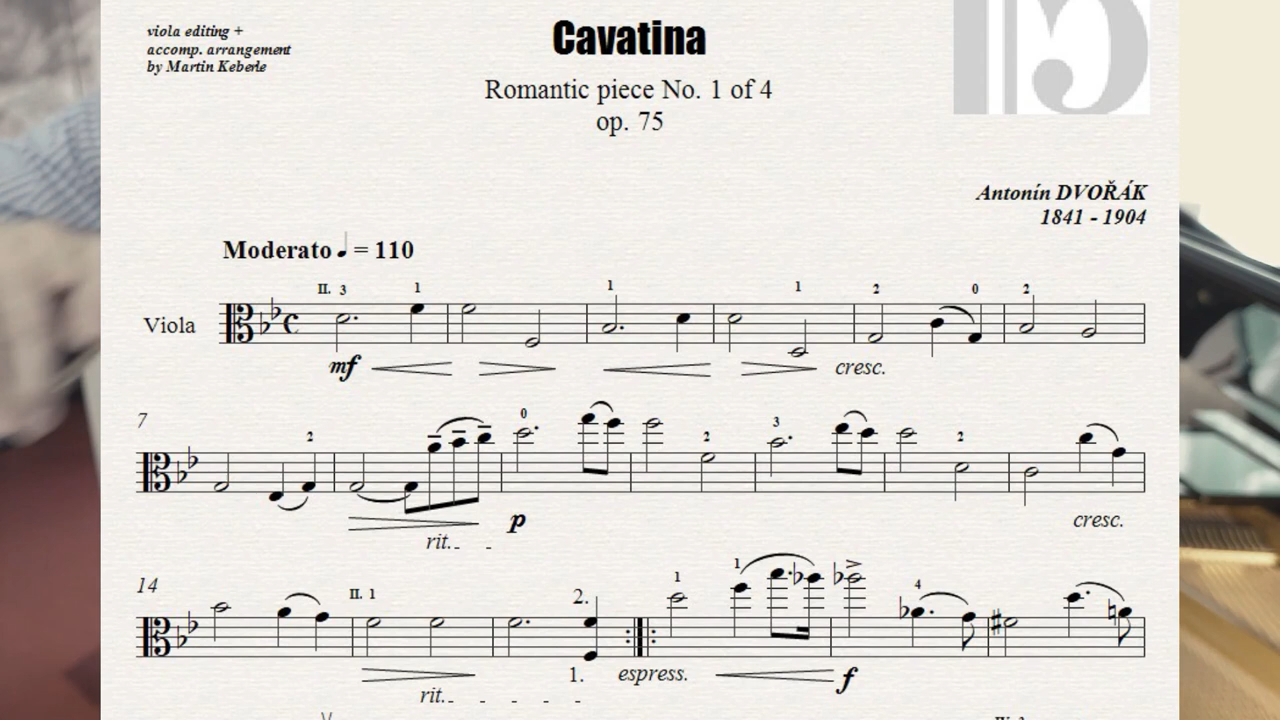 viola editing +
accomp. arrangement
by Martin Keberle
Cavatina
Romantic piece No. 1 of 4
op. 75
Antonín DVOŘÁK
1841 - 1904
Moderato ♩ = 110
II. 3 1 1 1 2 0 2
Viola
mf cresc.
7
2 0 2 3 2
p cresc.
rit.
14
II. 1 2. 1 1 4
1. espress. f
rit.